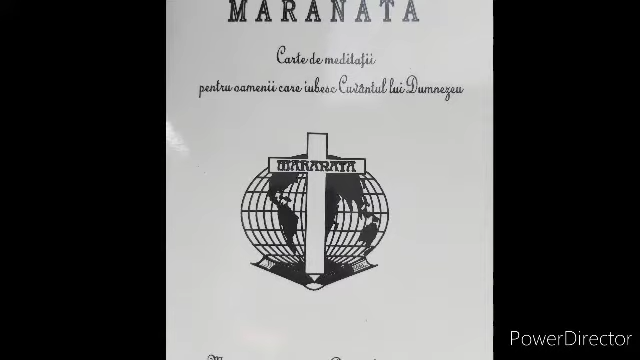 MARANATA
Carte de meditații
pentru oamenii care iubesc Cuvântul lui Dumnezeu
MARANATA
PowerDirector